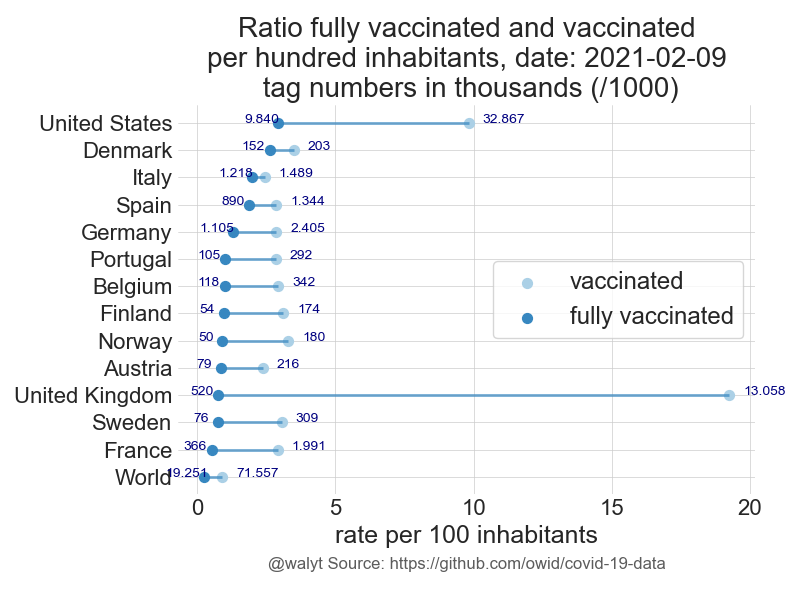 Ratio fully vaccinated and vaccinated
per hundred inhabitants, date: 2021-02-09
tag numbers in thousands (/1000)
United States 9.840 32.867
Denmark 152 203
Italy 1.218 1.489
Spain 890 1.344
Germany 1.105 2.405
Portugal 105 292
Belgium 118 342
Finland 54 174
Norway 50 180
Austria 79 216
United Kingdom 520 13.058
Sweden 76 309
France 366 1.991
World 19.251 71.557
vaccinated
fully vaccinated
0 5 10 15 20
rate per 100 inhabitants
@walyt Source: https://github.com/owid/covid-19-data